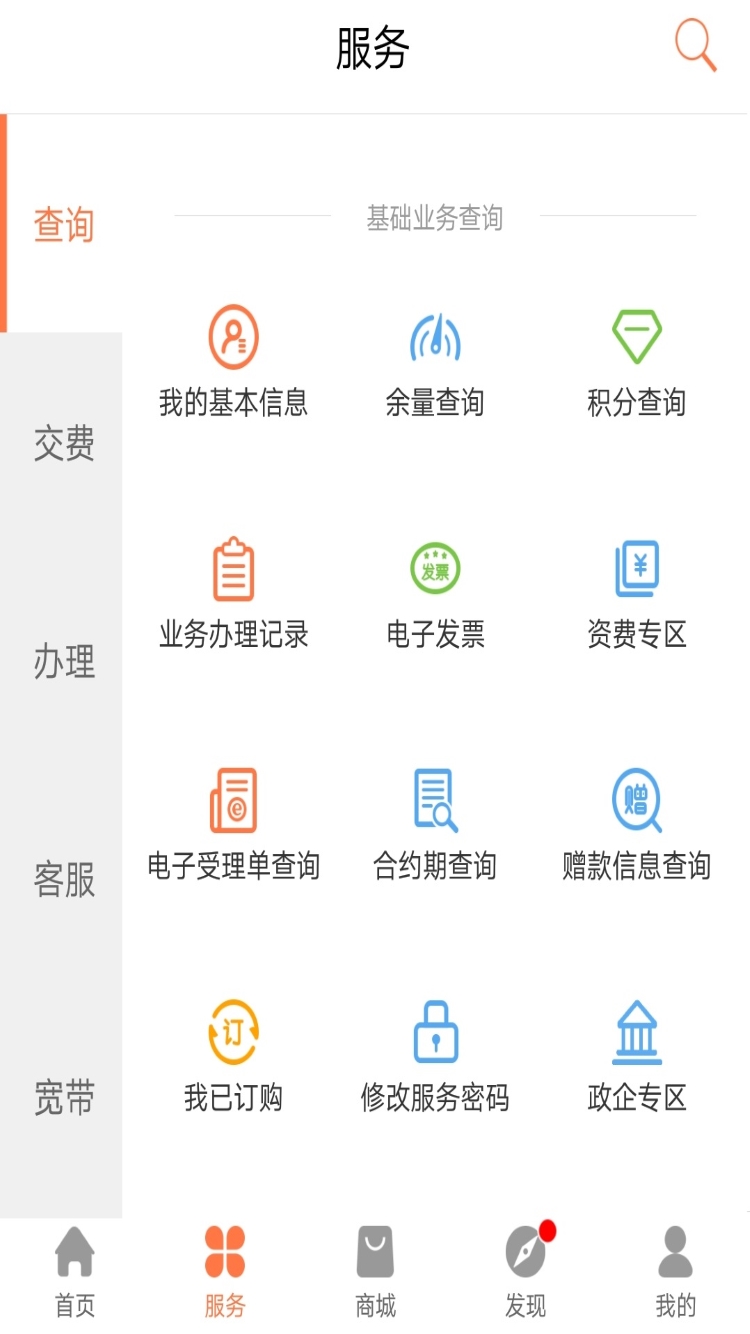 服务
查询
基础业务查询
我的基本信息
余量查询
积分查询
交费
发票
¥
业务办理记录
电子发票
资费专区
办理
e
赠
电子受理单查询
合约期查询
赠款信息查询
客服
订
我已订购
修改服务密码
政企专区
宽带
首页
服务
商城
发现
我的